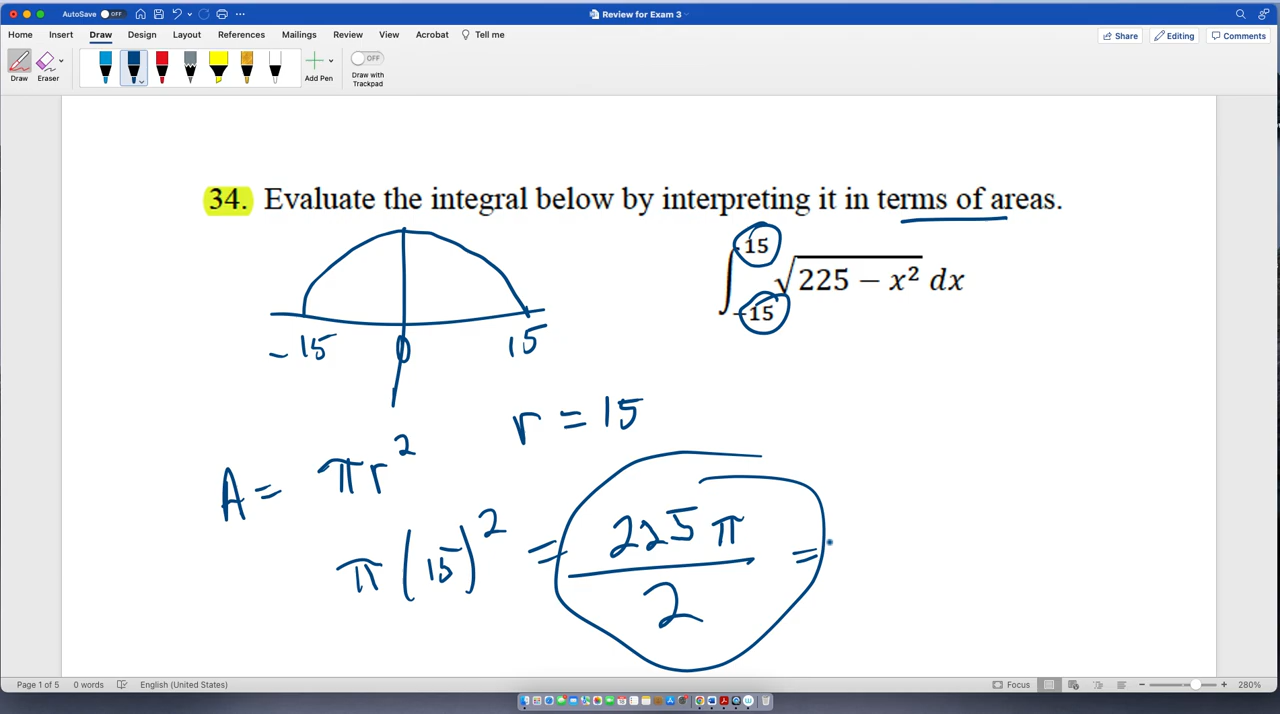 AutoSave OFF
Review for Exam 3
Home Insert Draw Design Layout References Mailings Review View Acrobat Tell me
Share Editing Comments
Draw Eraser Add Pen Draw with Trackpad OFF
34. Evaluate the integral below by interpreting it in terms of areas.
∫_{-15}^{15} √(225 − x²) dx
-15 0 15
r = 15
A = πr²
π(15)² = 225π/2 =
Page 1 of 5 0 words English (United States) Focus 280%